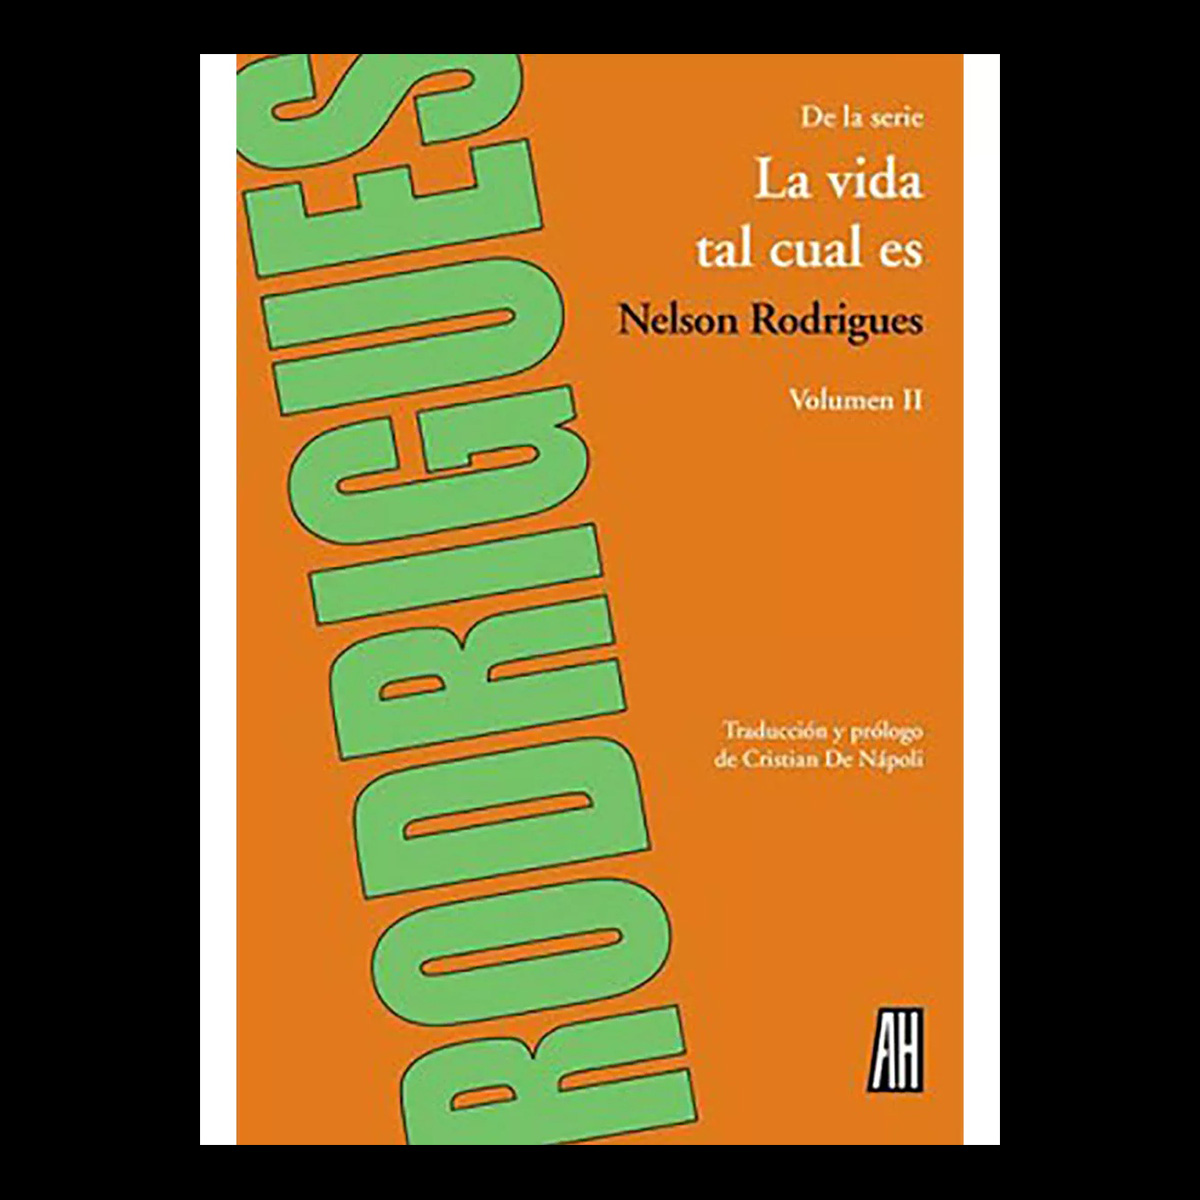 RODRIGUES
De la serie
La vida
tal cual es
Nelson Rodrigues
Volumen II
Traducción y prólogo
de Cristian De Nápoli
AH